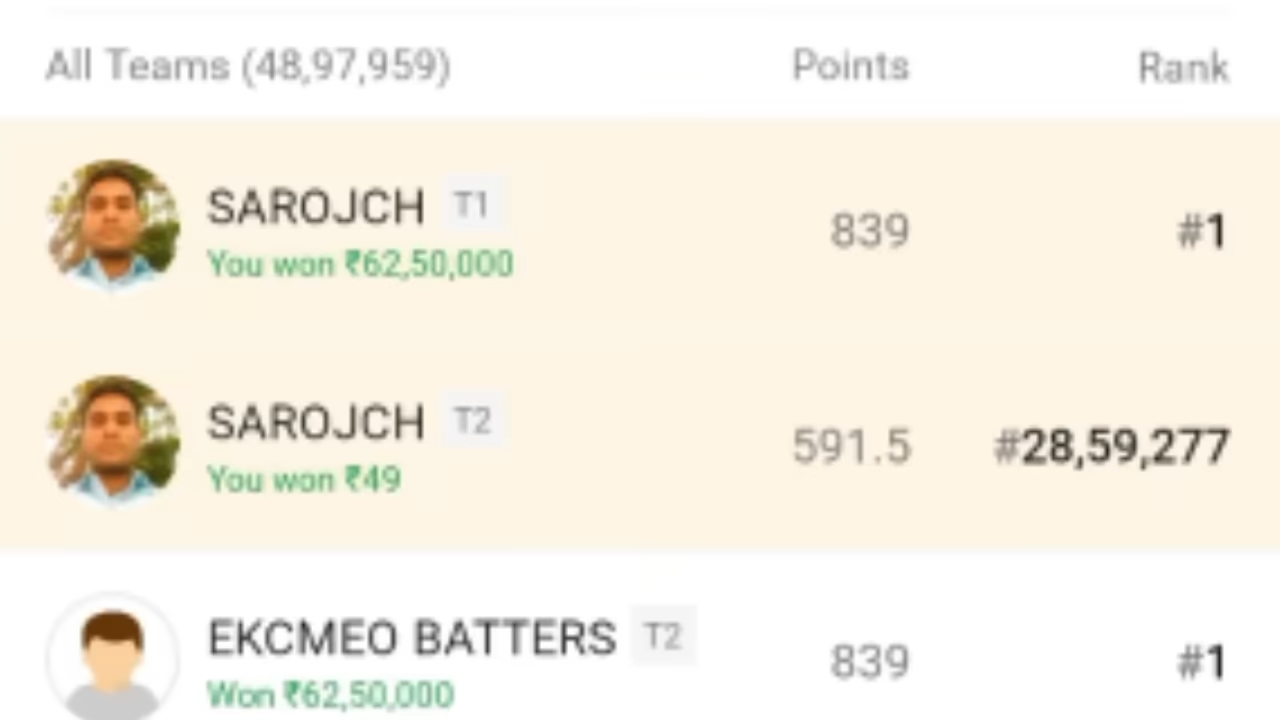 All Teams (48,97,959) Points Rank
SAROJCH T1
You won ₹62,50,000
839 #1
SAROJCH T2
You won ₹49
591.5 #28,59,277
EKCMEO BATTERS T2
Won ₹62,50,000
839 #1